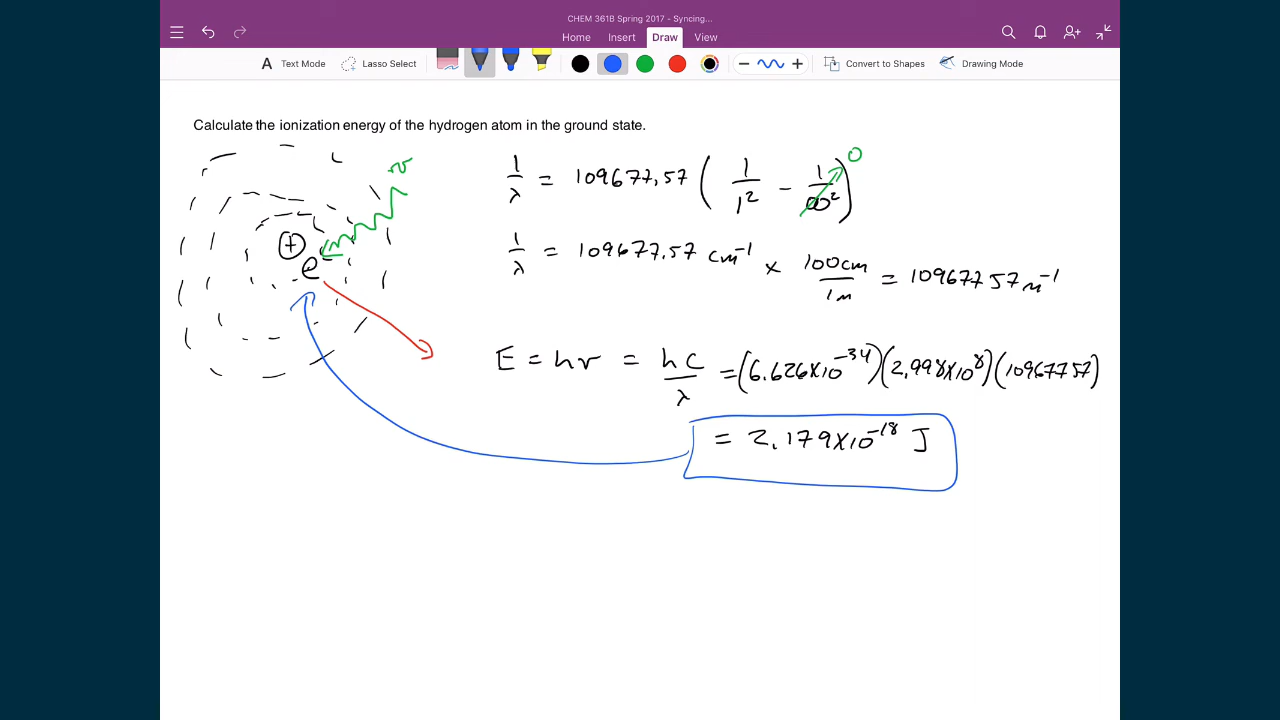 CHEM 361B Spring 2017 - Syncing...
Home Insert Draw View
A Text Mode Lasso Select Convert to Shapes Drawing Mode
Calculate the ionization energy of the hydrogen atom in the ground state.
1/λ = 109677.57 ( 1/1² - 1/∞² ) 0
hν
1/λ = 109677.57 cm⁻¹ × 100cm/1m = 10967757 m⁻¹
+
e
E = hν = hc/λ = (6.626×10⁻³⁴)(2.998×10⁸)(10967757)
= 2.179×10⁻¹⁸ J